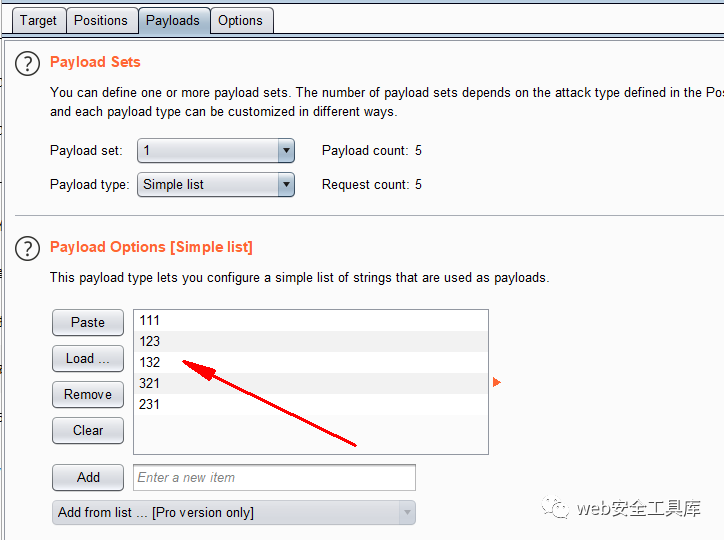 Target Positions Payloads Options
? Payload Sets
You can define one or more payload sets. The number of payload sets depends on the attack type defined in the Pos
and each payload type can be customized in different ways.
Payload set: 1 Payload count: 5
Payload type: Simple list Request count: 5
? Payload Options [Simple list]
This payload type lets you configure a simple list of strings that are used as payloads.
Paste
Load ...
Remove
Clear
111
123
132
321
231
Add Enter a new item
Add from list ... [Pro version only]
web安全工具库